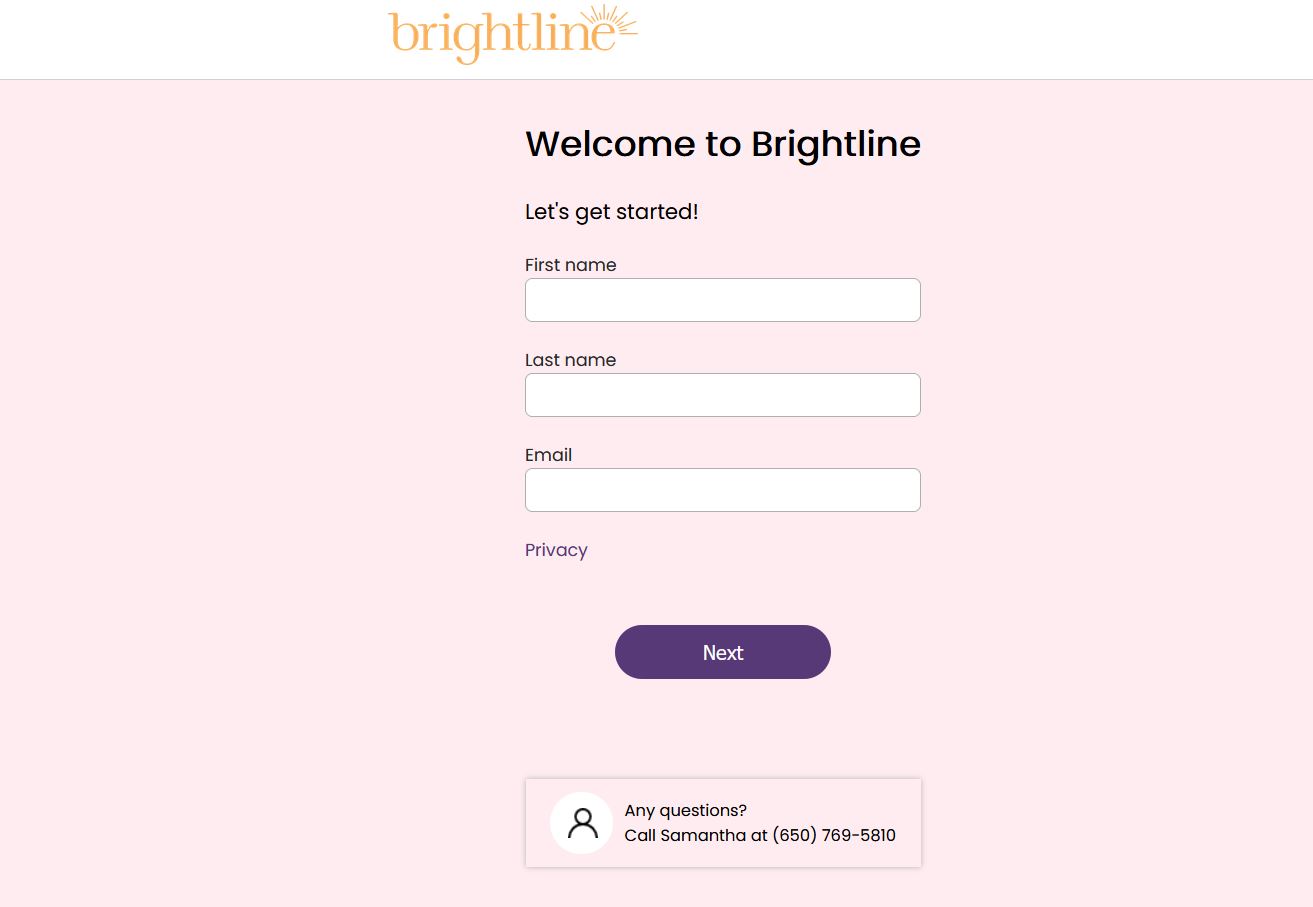 brightline
Welcome to Brightline
Let's get started!
First name
Last name
Email
Privacy
Next
Any questions?
Call Samantha at (650) 769-5810